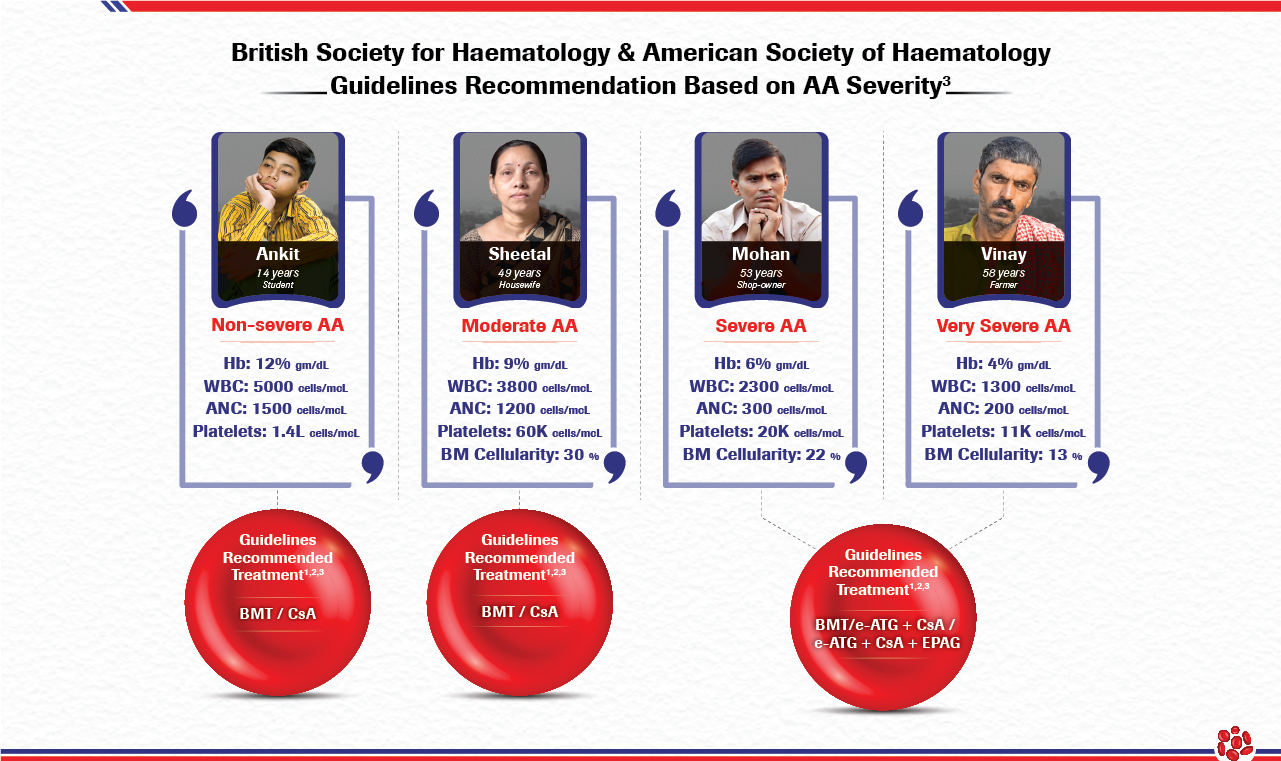 British Society for Haematology & American Society of Haematology
Guidelines Recommendation Based on AA Severity³
Ankit
14 years
Student
Non-severe AA
Hb: 12% gm/dL
WBC: 5000 cells/mcL
ANC: 1500 cells/mcL
Platelets: 1.4L cells/mcL
Guidelines
Recommended
Treatment¹,²,³
BMT / CsA
Sheetal
49 years
Housewife
Moderate AA
Hb: 9% gm/dL
WBC: 3800 cells/mcL
ANC: 1200 cells/mcL
Platelets: 60K cells/mcL
BM Cellularity: 30 %
Guidelines
Recommended
Treatment¹,²,³
BMT / CsA
Mohan
53 years
Shop-owner
Severe AA
Hb: 6% gm/dL
WBC: 2300 cells/mcL
ANC: 300 cells/mcL
Platelets: 20K cells/mcL
BM Cellularity: 22 %
Vinay
58 years
Farmer
Very Severe AA
Hb: 4% gm/dL
WBC: 1300 cells/mcL
ANC: 200 cells/mcL
Platelets: 11K cells/mcL
BM Cellularity: 13 %
Guidelines
Recommended
Treatment¹,²,³
BMT/e-ATG + CsA /
e-ATG + CsA + EPAG